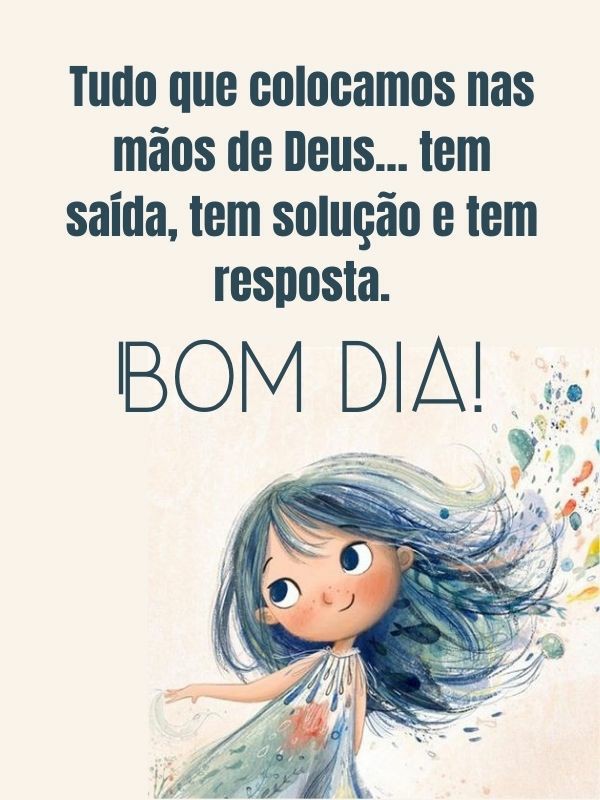 Tudo que colocamos nas
mãos de Deus... tem
saída, tem solução e tem
resposta.
BOM DIA!